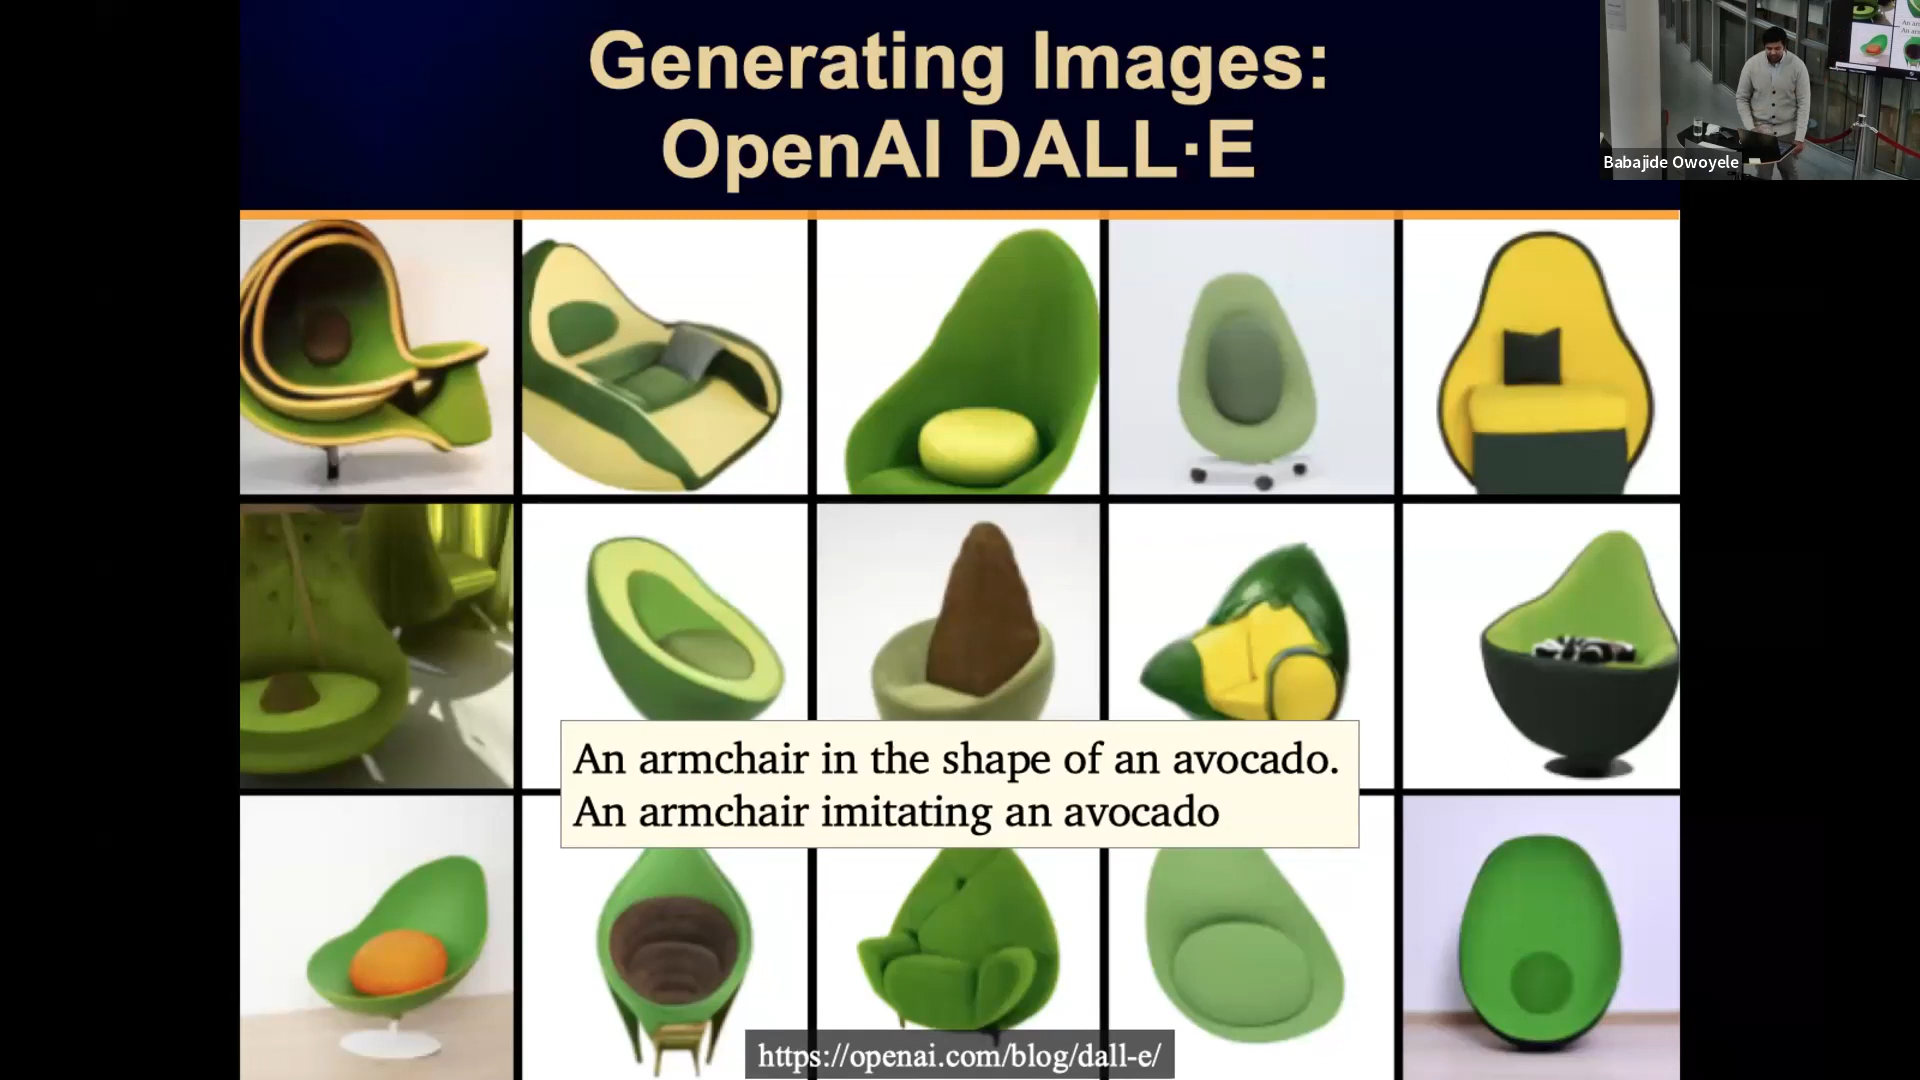 Generating Images:
OpenAI DALL·E
Babajide Owoyele
An armchair in the shape of an avocado.
An armchair imitating an avocado
https://openai.com/blog/dall-e/